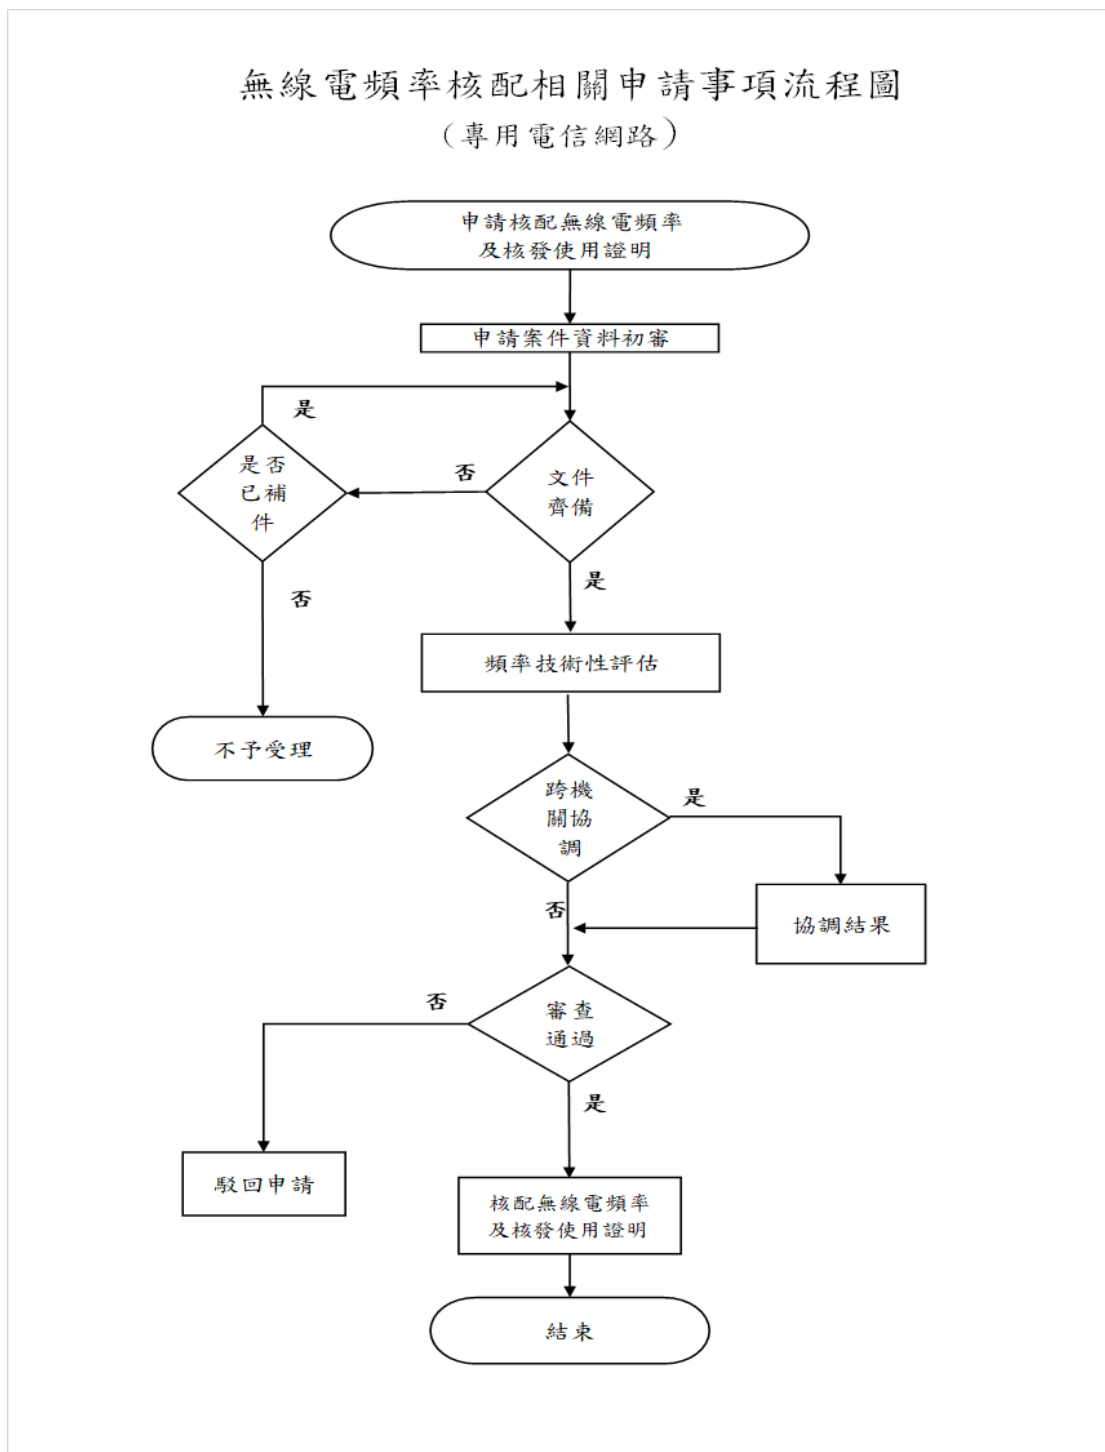 無線電頻率核配相關申請事項流程圖
（專用電信網路）
申請核配無線電頻率
及核發使用證明
申請案件資料初審
是
是否
已補
件
否
文件
齊備
否
是
頻率技術性評估
不予受理
跨機
關協
調
是
否
協調結果
否
審查
通過
是
駁回申請
核配無線電頻率
及核發使用證明
結束